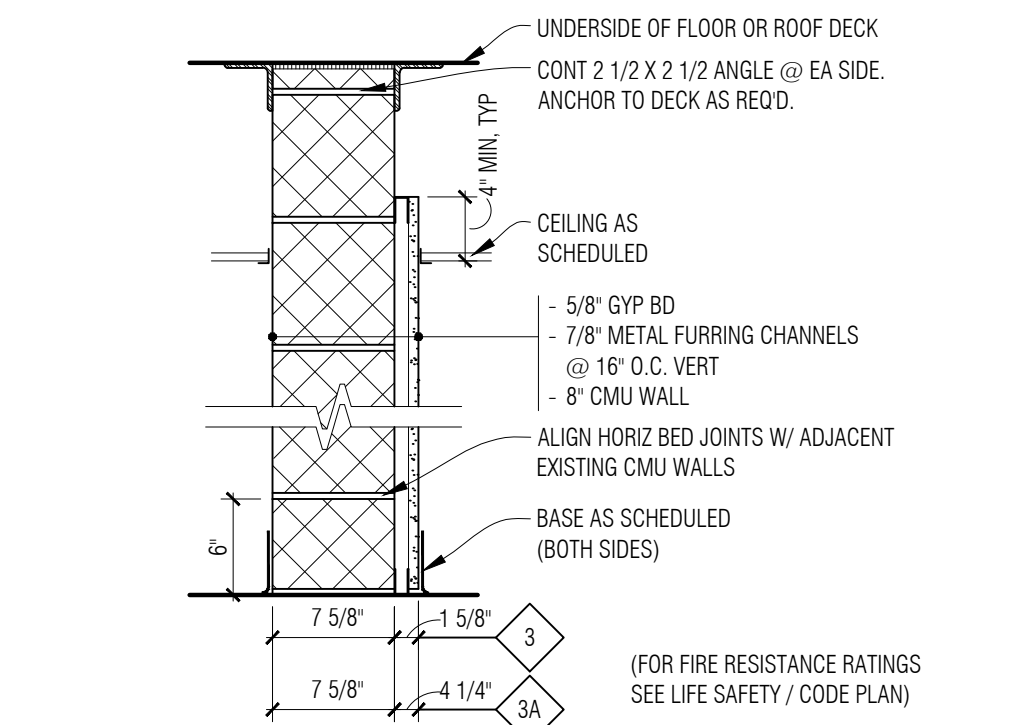 UNDERSIDE OF FLOOR OR ROOF DECK
CONT 2 1/2 X 2 1/2 ANGLE @ EA SIDE.
ANCHOR TO DECK AS REQ'D.
4" MIN, TYP
CEILING AS
SCHEDULED
- 5/8" GYP BD
- 7/8" METAL FURRING CHANNELS
@ 16" O.C. VERT
- 8" CMU WALL
ALIGN HORIZ BED JOINTS W/ ADJACENT
EXISTING CMU WALLS
BASE AS SCHEDULED
(BOTH SIDES)
6"
7 5/8" 1 5/8" 3
7 5/8" 4 1/4" 3A
(FOR FIRE RESISTANCE RATINGS
SEE LIFE SAFETY / CODE PLAN)